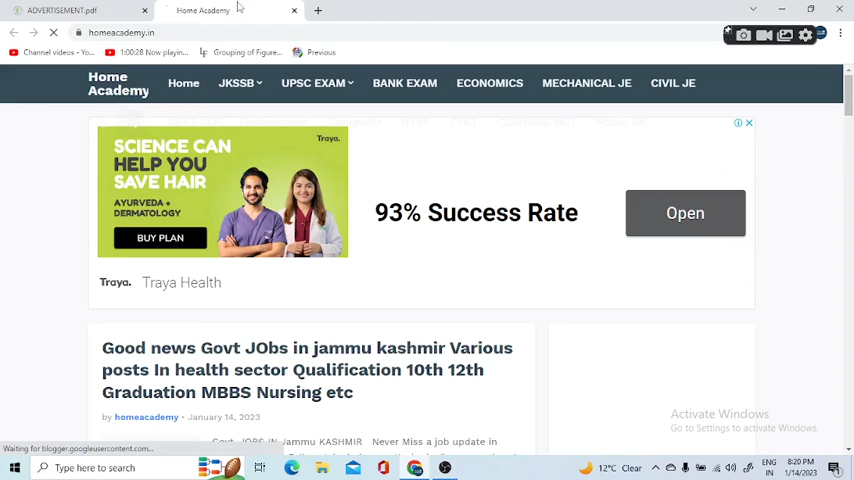 ADVERTISEMENT.pdf
Home Academy
homeacademy.in
Channel videos - You...
1:00:28 Now playin...
Grouping of Figure...
Previous
Home
Academy
Home
JKSSB
UPSC EXAM
BANK EXAM
ECONOMICS
MECHANICAL JE
CIVIL JE
SCIENCE CAN
HELP YOU
SAVE HAIR
AYURVEDA +
DERMATOLOGY
BUY PLAN
Traya.
93% Success Rate
Open
Traya. Traya Health
Good news Govt JObs in jammu kashmir Various
posts In health sector Qualification 10th 12th
Graduation MBBS Nursing etc
by homeacademy • January 14, 2023
Govt. JOBS IN Jammu KASHMIR Never Miss a job update in
Activate Windows
Go to Settings to activate Windows.
Waiting for blogger.googleusercontent.com...
Type here to search
12°C Clear
ENG
IN
8:20 PM
1/14/2023